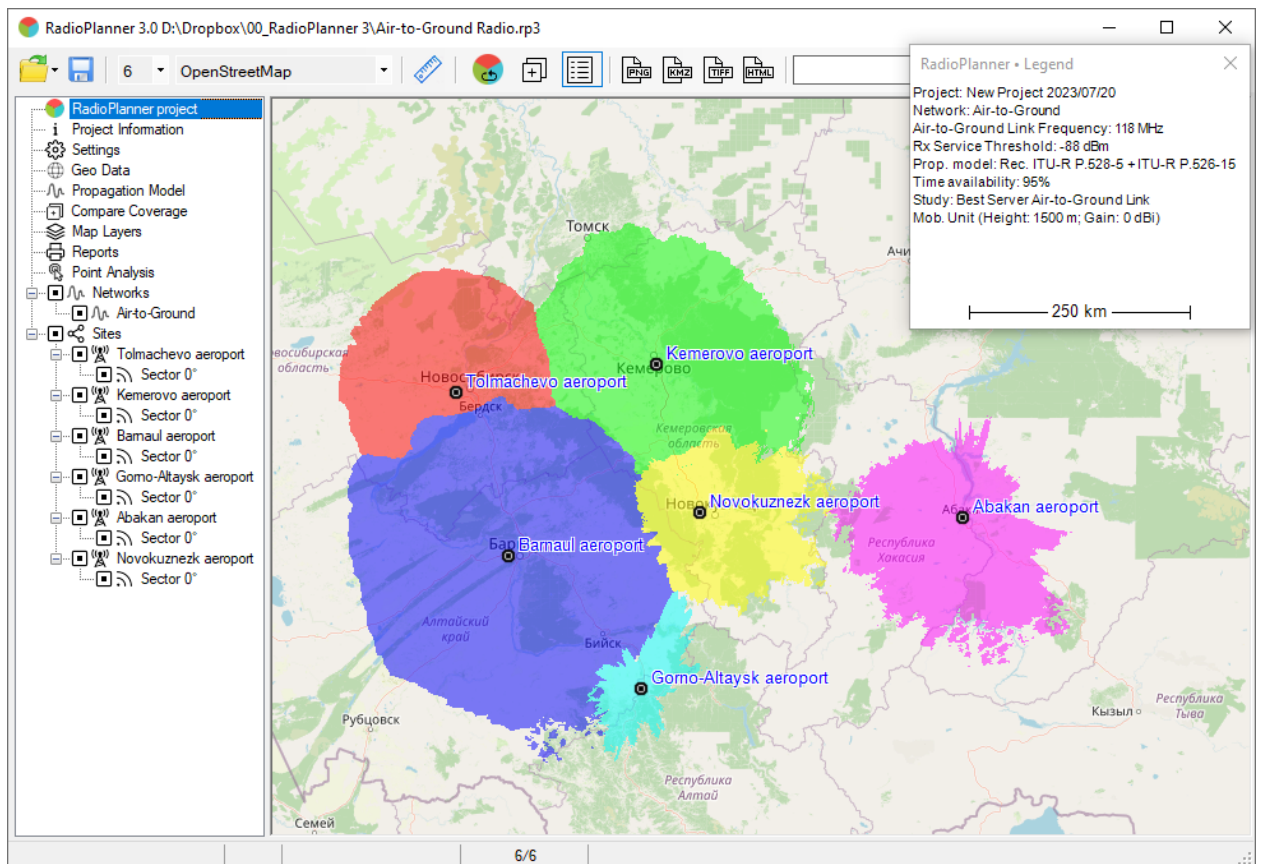 RadioPlanner 3.0 D:\Dropbox\00_RadioPlanner 3\Air-to-Ground Radio.rp3
6
OpenStreetMap
PNG
KMZ
TIFF
HTML
RadioPlanner • Legend
Project: New Project 2023/07/20
Network: Air-to-Ground
Air-to-Ground Link Frequency: 118 MHz
Rx Service Threshold: -88 dBm
Prop. model: Rec. ITU-R P.528-5 + ITU-R P.526-15
Time availability: 95%
Study: Best Server Air-to-Ground Link
Mob. Unit (Height: 1500 m; Gain: 0 dBi)
250 km
RadioPlanner project
Project Information
Settings
Geo Data
Propagation Model
Compare Coverage
Map Layers
Reports
Point Analysis
Networks
Air-to-Ground
Sites
Tolmachevo aeroport
Sector 0°
Kemerovo aeroport
Sector 0°
Barnaul aeroport
Sector 0°
Gorno-Altaysk aeroport
Sector 0°
Abakan aeroport
Sector 0°
Novokuznezk aeroport
Sector 0°
Томск
Ачи
Kemerovo aeroport
область
Tolmachevo aeroport
Бердск
Кемеровская
область
Novokuznezk aeroport
Abakan aeroport
Республика
Хакасия
Barnaul aeroport
Алтайский
край
Бийск
Gorno-Altaysk aeroport
Рубцовск
Республика
Тыва
Кызыл
Республика
Алтай
Семей
6/6